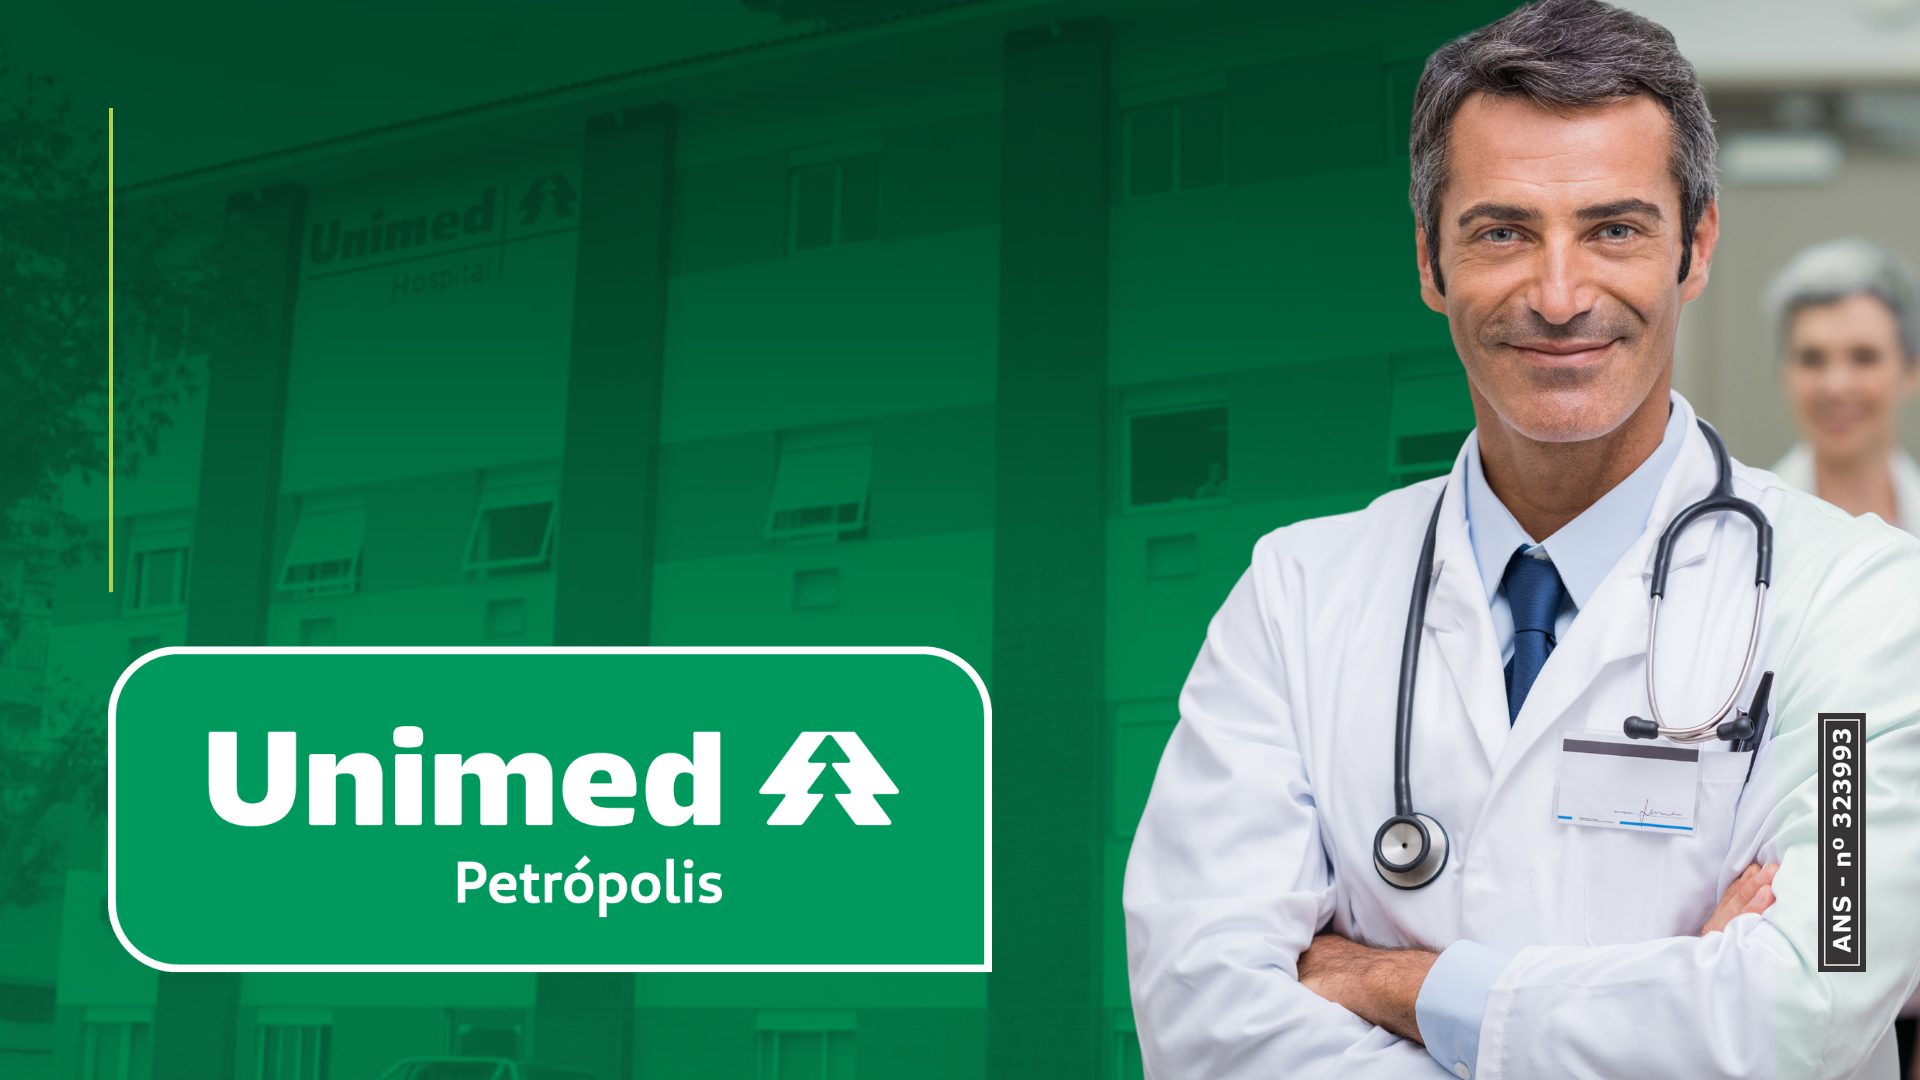 Unimed
Hospital
Unimed
Petrópolis
ANS - nº 323993